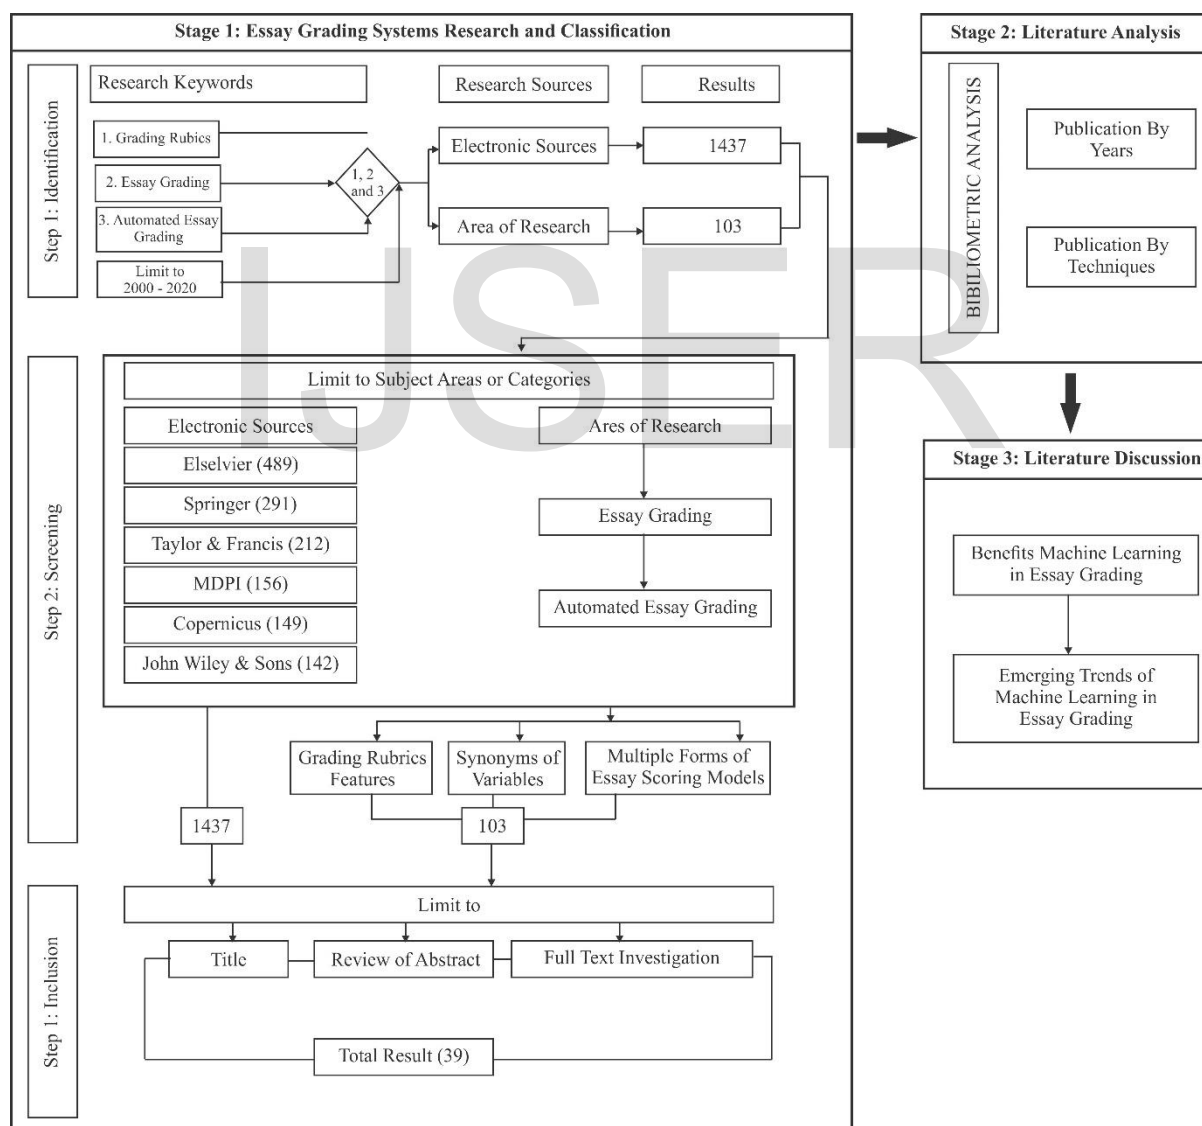 Stage 1: Essay Grading Systems Research and Classification
Step 1: Identification
Research Keywords
Research Sources
Results
1. Grading Rubics
2. Essay Grading
3. Automated Essay
Grading
Limit to
2000 - 2020
1, 2
and 3
Electronic Sources
1437
Area of Research
103
Step 2: Screening
Limit to Subject Areas or Categories
Electronic Sources
Elselvier (489)
Springer (291)
Taylor & Francis (212)
MDPI (156)
Copernicus (149)
John Wiley & Sons (142)
Ares of Research
Essay Grading
Automated Essay Grading
Grading Rubrics
Features
Synonyms of
Variables
Multiple Forms of
Essay Scoring Models
1437
103
Step 1: Inclusion
Limit to
Title
Review of Abstract
Full Text Investigation
Total Result (39)
Stage 2: Literature Analysis
BIBILIOMETRIC ANALYSIS
Publication By
Years
Publication By
Techniques
Stage 3: Literature Discussion
Benefits Machine Learning
in Essay Grading
Emerging Trends of
Machine Learning in
Essay Grading
IJSER